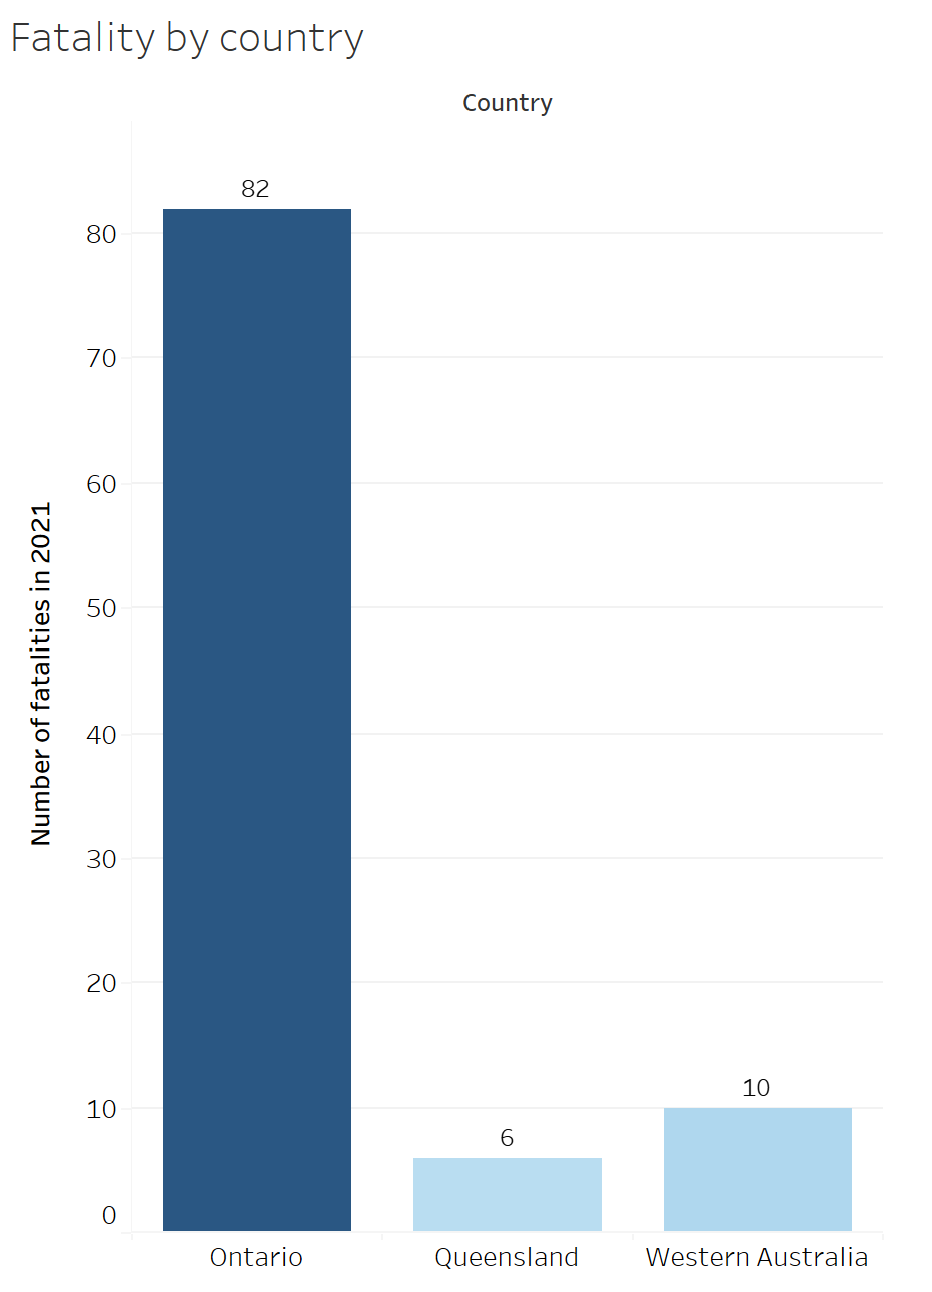 Fatality by country
Country
82
80
70
60
50
40
30
20
10
0
Number of fatalities in 2021
6
10
Ontario
Queensland
Western Australia